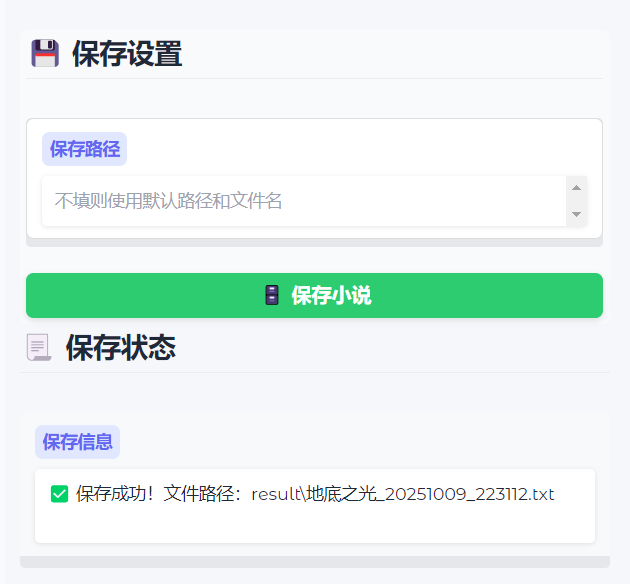 💾 保存设置
保存路径
不填则使用默认路径和文件名
🗄️ 保存小说
📜 保存状态
保存信息
✅ 保存成功！文件路径：result\地底之光_20251009_223112.txt